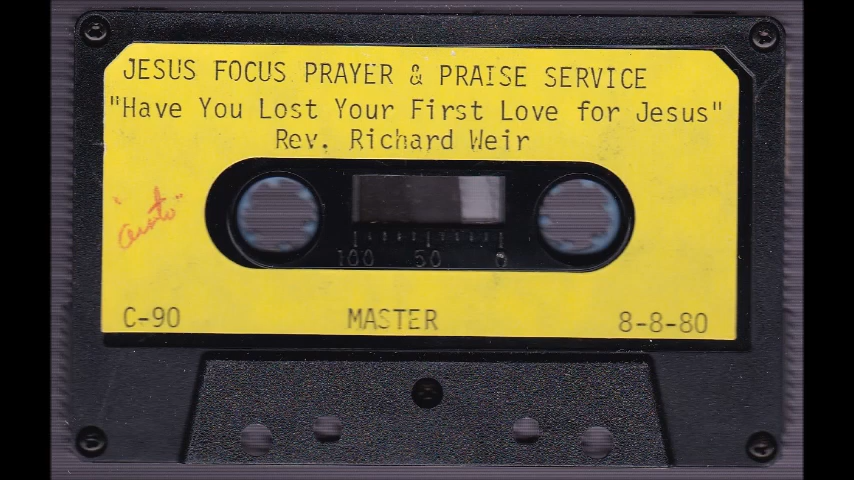 JESUS FOCUS PRAYER & PRAISE SERVICE
"Have You Lost Your First Love for Jesus"
Rev. Richard Weir
100 50 0
C-90 MASTER 8-8-80